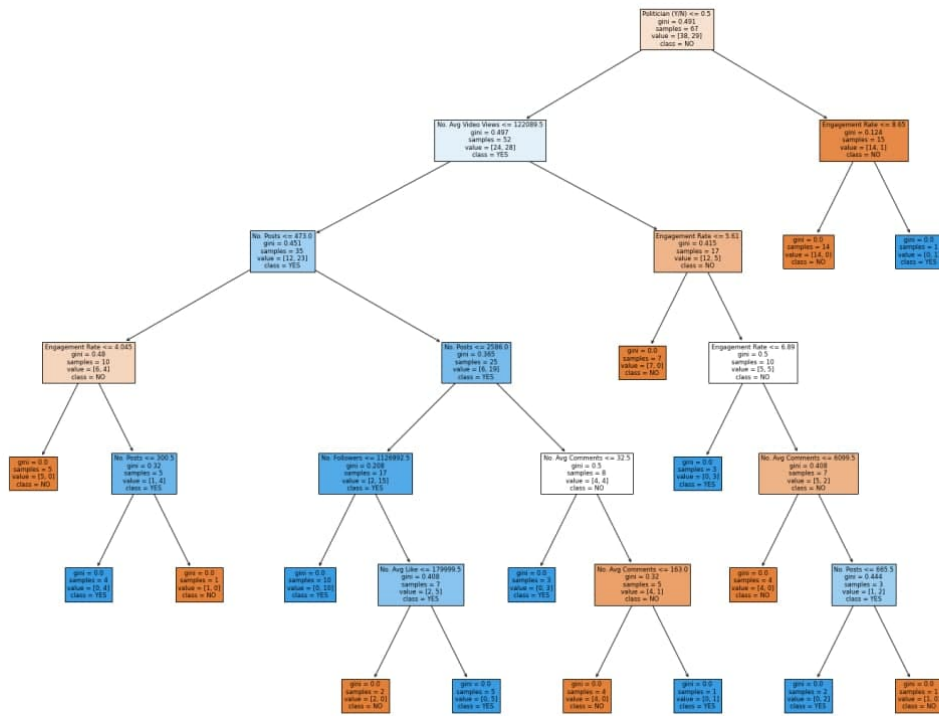 Politician (Y/N) <= 0.5
gini = 0.491
samples = 67
value = [38, 29]
class = NO
No. Avg Video Views <= 122089.5
gini = 0.497
samples = 52
value = [24, 28]
class = YES
Engagement Rate <= 8.65
gini = 0.124
samples = 15
value = [14, 1]
class = NO
No. Posts <= 473.0
gini = 0.451
samples = 35
value = [12, 23]
class = YES
Engagement Rate <= 5.61
gini = 0.415
samples = 17
value = [12, 5]
class = NO
gini = 0.0
samples = 14
value = [14, 0]
class = NO
gini = 0.0
samples = 1
value = [0, 1
class = YES
Engagement Rate <= 4.045
gini = 0.48
samples = 10
value = [6, 4]
class = NO
No. Posts <= 2586.0
gini = 0.365
samples = 25
value = [6, 19]
class = YES
gini = 0.0
samples = 7
value = [7, 0]
class = NO
Engagement Rate <= 6.89
gini = 0.5
samples = 10
value = [5, 5]
class = NO
gini = 0.0
samples = 5
value = [5, 0]
class = NO
No. Posts <= 300.5
gini = 0.32
samples = 5
value = [1, 4]
class = YES
No. Followers <= 1126892.5
gini = 0.208
samples = 17
value = [2, 15]
class = YES
No. Avg Comments <= 32.5
gini = 0.5
samples = 8
value = [4, 4]
class = NO
gini = 0.0
samples = 3
value = [0, 3]
class = YES
No. Avg Comments <= 6099.5
gini = 0.408
samples = 7
value = [5, 2]
class = NO
gini = 0.0
samples = 4
value = [0, 4]
class = YES
gini = 0.0
samples = 1
value = [1, 0]
class = NO
gini = 0.0
samples = 10
value = [0, 10]
class = YES
No. Avg Like <= 179999.5
gini = 0.408
samples = 7
value = [2, 5]
class = YES
gini = 0.0
samples = 3
value = [0, 3]
class = YES
No. Avg Comments <= 163.0
gini = 0.32
samples = 5
value = [4, 1]
class = NO
gini = 0.0
samples = 4
value = [4, 0]
class = NO
No. Posts <= 665.5
gini = 0.444
samples = 3
value = [1, 2]
class = YES
gini = 0.0
samples = 2
value = [2, 0]
class = NO
gini = 0.0
samples = 5
value = [0, 5]
class = YES
gini = 0.0
samples = 4
value = [4, 0]
class = NO
gini = 0.0
samples = 1
value = [0, 1]
class = YES
gini = 0.0
samples = 2
value = [0, 2]
class = YES
gini = 0.0
samples = 1
value = [1, 0
class = NO